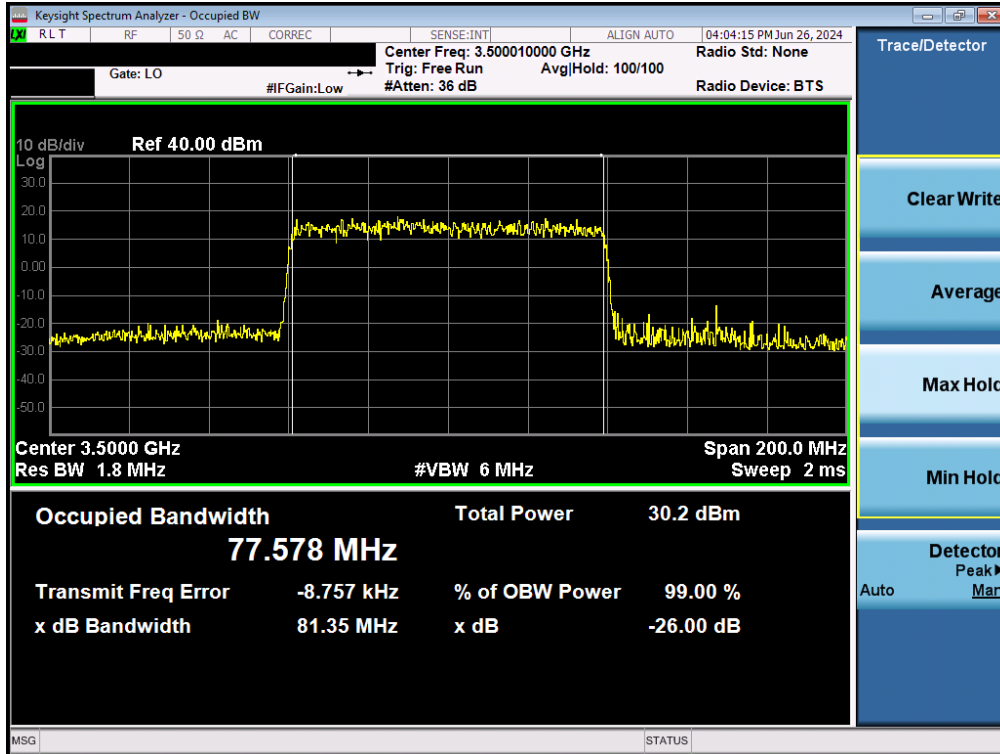 Keysight Spectrum Analyzer - Occupied BW
LXI RLT RF 50 Ω AC CORREC SENSE:INT ALIGN AUTO 04:04:15 PM Jun 26, 2024
Center Freq: 3.500010000 GHz Radio Std: None
Gate: LO Trig: Free Run Avg|Hold: 100/100
#IFGain:Low #Atten: 36 dB Radio Device: BTS
Trace/Detector
10 dB/div Ref 40.00 dBm
Log
30.0
20.0
10.0
0.00
-10.0
-20.0
-30.0
-40.0
-50.0
Center 3.5000 GHz Span 200.0 MHz
Res BW 1.8 MHz #VBW 6 MHz Sweep 2 ms
Occupied Bandwidth Total Power 30.2 dBm
77.578 MHz
Transmit Freq Error -8.757 kHz % of OBW Power 99.00 %
x dB Bandwidth 81.35 MHz x dB -26.00 dB
Clear Write
Average
Max Hold
Min Hold
Detector
Peak▶
Auto Man
MSG STATUS